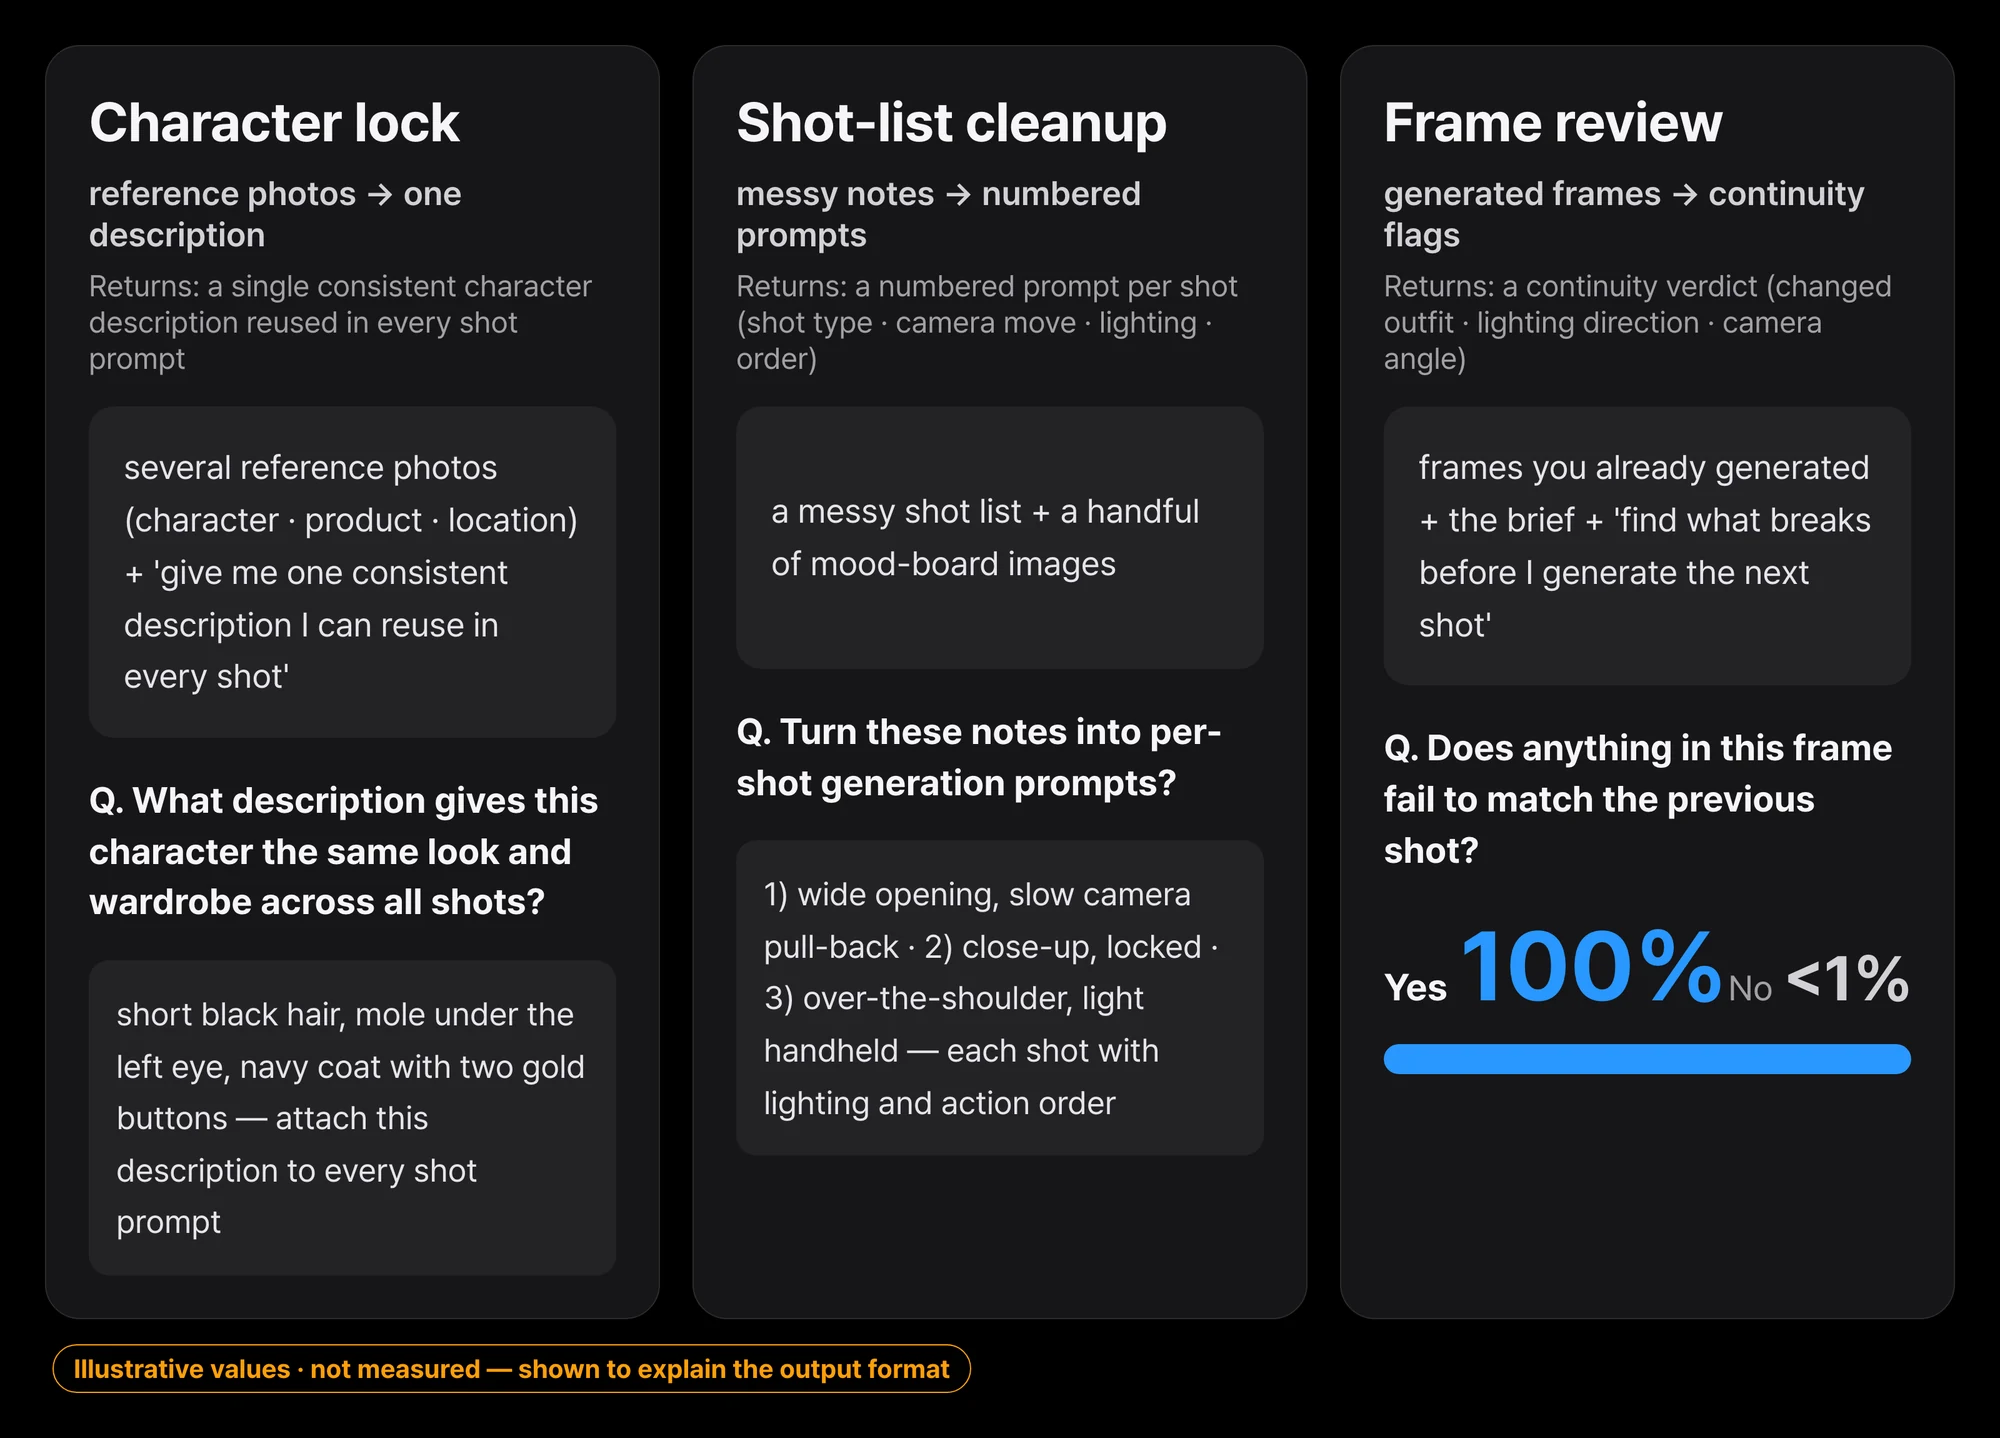 Character lock
reference photos → one
description
Returns: a single consistent character
description reused in every shot
prompt
several reference photos
(character · product · location)
+ 'give me one consistent
description I can reuse in
every shot'
Q. What description gives this
character the same look and
wardrobe across all shots?
short black hair, mole under the
left eye, navy coat with two gold
buttons — attach this
description to every shot
prompt
Shot-list cleanup
messy notes → numbered
prompts
Returns: a numbered prompt per shot
(shot type · camera move · lighting ·
order)
a messy shot list + a handful
of mood-board images
Q. Turn these notes into per-
shot generation prompts?
1) wide opening, slow camera
pull-back · 2) close-up, locked ·
3) over-the-shoulder, light
handheld — each shot with
lighting and action order
Frame review
generated frames → continuity
flags
Returns: a continuity verdict (changed
outfit · lighting direction · camera
angle)
frames you already generated
+ the brief + 'find what breaks
before I generate the next
shot'
Q. Does anything in this frame
fail to match the previous
shot?
Yes 100% No <1%
Illustrative values · not measured — shown to explain the output format